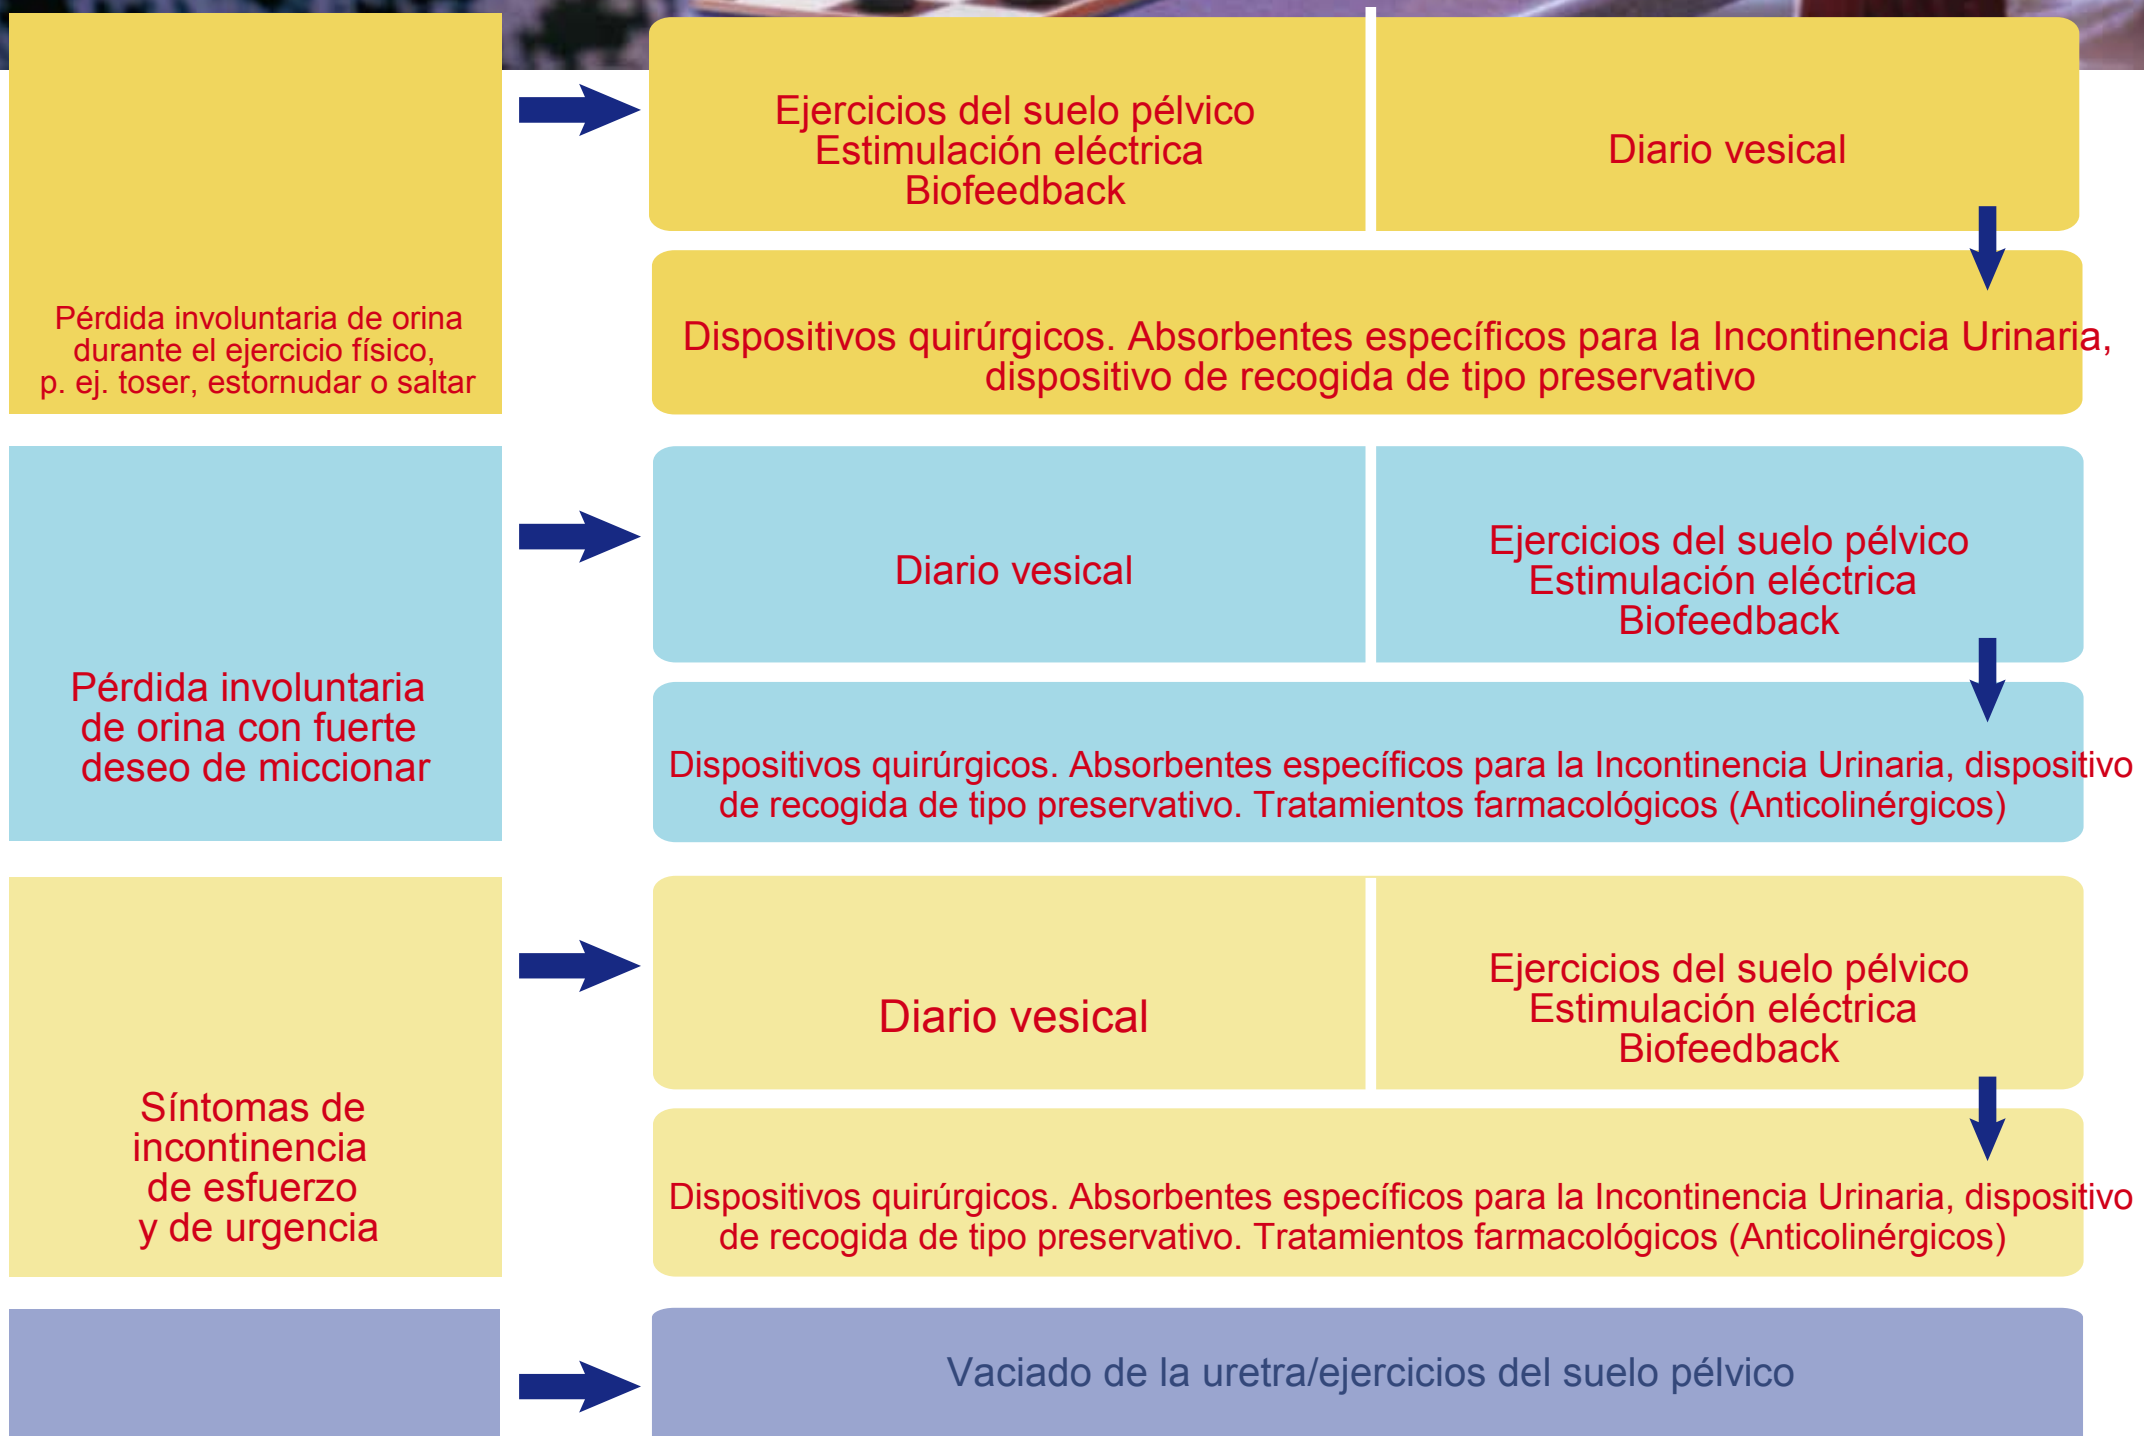 Ejercicios del suelo pélvico
Estimulación eléctrica
Biofeedback
Diario vesical
Pérdida involuntaria de orina
durante el ejercicio físico,
p. ej. toser, estornudar o saltar
Dispositivos quirúrgicos. Absorbentes específicos para la Incontinencia Urinaria,
dispositivo de recogida de tipo preservativo
Pérdida involuntaria
de orina con fuerte
deseo de miccionar
Diario vesical
Ejercicios del suelo pélvico
Estimulación eléctrica
Biofeedback
Dispositivos quirúrgicos. Absorbentes específicos para la Incontinencia Urinaria, dispositivo
de recogida de tipo preservativo. Tratamientos farmacológicos (Anticolinérgicos)
Síntomas de
incontinencia
de esfuerzo
y de urgencia
Diario vesical
Ejercicios del suelo pélvico
Estimulación eléctrica
Biofeedback
Dispositivos quirúrgicos. Absorbentes específicos para la Incontinencia Urinaria, dispositivo
de recogida de tipo preservativo. Tratamientos farmacológicos (Anticolinérgicos)
Vaciado de la uretra/ejercicios del suelo pélvico